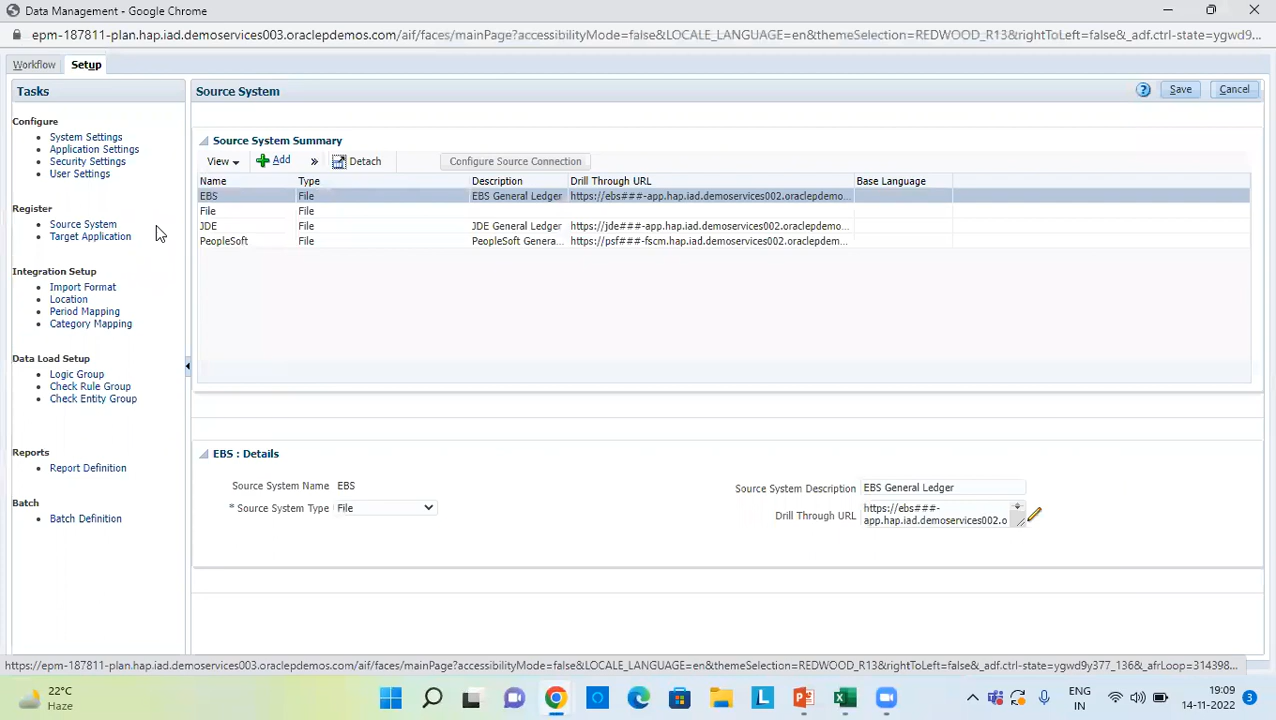 Data Management - Google Chrome
epm-187811-plan.hap.iad.demoservices003.oraclepdemos.com/aif/faces/mainPage?accessibilityMode=false&LOCALE_LANGUAGE=en&themeSelection=REDWOOD_R13&rightToLeft=false&_adf.ctrl-state=ygwd9...
Workflow Setup
Tasks
Configure
System Settings
Application Settings
Security Settings
User Settings
Register
Source System
Target Application
Integration Setup
Import Format
Location
Period Mapping
Category Mapping
Data Load Setup
Logic Group
Check Rule Group
Check Entity Group
Reports
Report Definition
Batch
Batch Definition
Source System
? Save Cancel
Source System Summary
View Add » Detach Configure Source Connection
Name Type Description Drill Through URL Base Language
EBS File EBS General Ledger https://ebs###-app.hap.iad.demoservices002.oraclepdemo...
File File
JDE File JDE General Ledger https://jde###-app.hap.iad.demoservices002.oraclepdemo...
PeopleSoft File PeopleSoft Genera... https://psf###-fscm.hap.iad.demoservices002.oraclepdem...
EBS : Details
Source System Name EBS
* Source System Type File
Source System Description EBS General Ledger
Drill Through URL https://ebs###-
app.hap.iad.demoservices002.o
https://epm-187811-plan.hap.iad.demoservices003.oraclepdemos.com/aif/faces/mainPage?accessibilityMode=false&LOCALE_LANGUAGE=en&themeSelection=REDWOOD_R13&rightToLeft=false&_adf.ctrl-state=ygwd9y377_136&_afrLoop=314398...
22°C
Haze
L
ENG
IN
19:09
14-11-2022
3